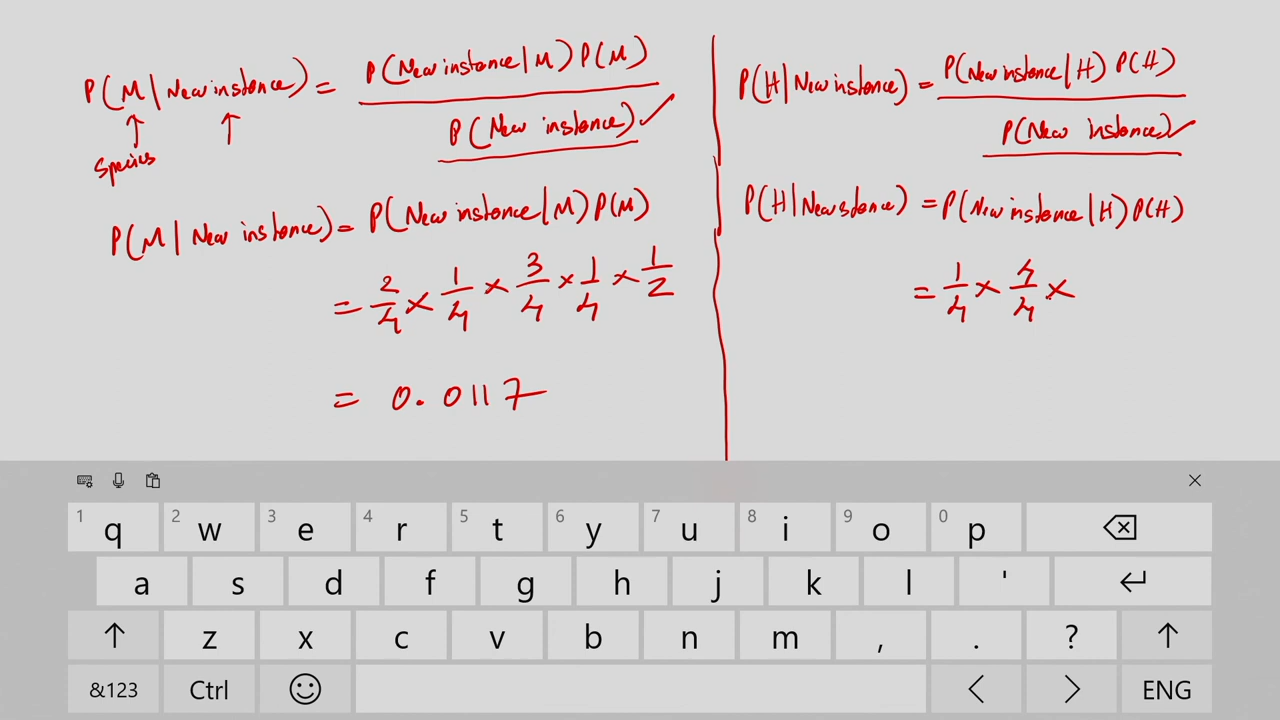 P(M | New instance) = P(New instance | M) P(M)
P(New instance) ✓
Species
P(M | New instance) = P(New instance | M) P(M)
= 2/4 × 1/4 × 3/4 × 1/4 × 1/2
= 0.0117
P(H | New instance) = P(New instance | H) P(H)
P(New instance) ✓
P(H | New stance) = P(New instance | H) P(H)
= 1/4 × 4/4 ×
1 q 2 w 3 e 4 r 5 t 6 y 7 u 8 i 9 o 0 p
a s d f g h j k l '
z x c v b n m , . ?
&123 Ctrl ENG